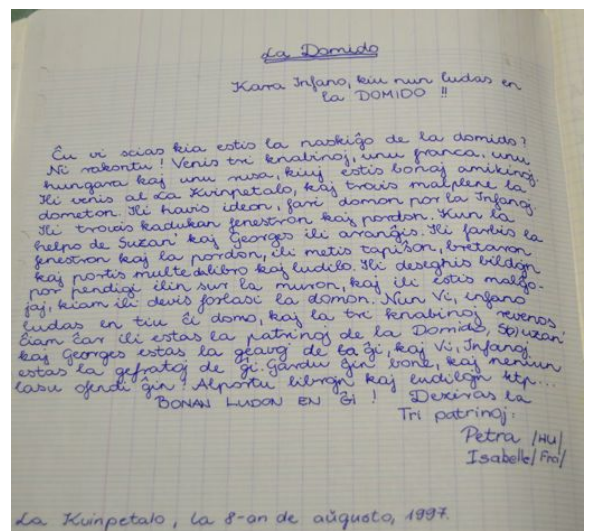 La Domido
Kara Infano, kiu nun ludas en
la DOMIDO !!
Ĉu vi scias kia estis la naskiĝo de la domido?
Ni rakontu! Venis tri knabinoj, unu franca, unu
hungara kaj unu rusa, kiuj estis bonaj amikinoj.
Ili venis al La Kvinpetalo, kaj trovis malplene la
dometon. Ili havis ideon, fari domon por la Infanoj.
Ili trovis kadukan fenestron kaj pordon. Kun la
helpo de Suzan' kaj Georges ili aranĝis. Ili farbis la
fenestron kaj la pordon, ili metis tapiŝon, bretaron
kaj portis multe da libro kaj ludilo. Ili deseghis bildojn
por pendigi ilin sur la muron, kaj ili estis malgo-
jaj, kiam ili devis forlasi la domon. Nun Vi, infano
ludas en tiu ĉi domo, kaj la tri knabinoj revenos
ĉiam ĉar ili estas la patrinoj de la Domido, Suzan'
kaj Georges estas la geavoj de ĝi, kaj Vi, Infanoj
estas la gefratoj de ĝi. Gardu ĝin bone, kaj neniun
lasu ofendi ĝin! Alportu librojn kaj ludilojn ktp...
BONAN LUDON EN ĜI ! Deziras la
Tri patrinoj:
Petra /HU/
Isabelle/Fra/
La Kvinpetalo, la 8-an de aŭgusto, 1997.